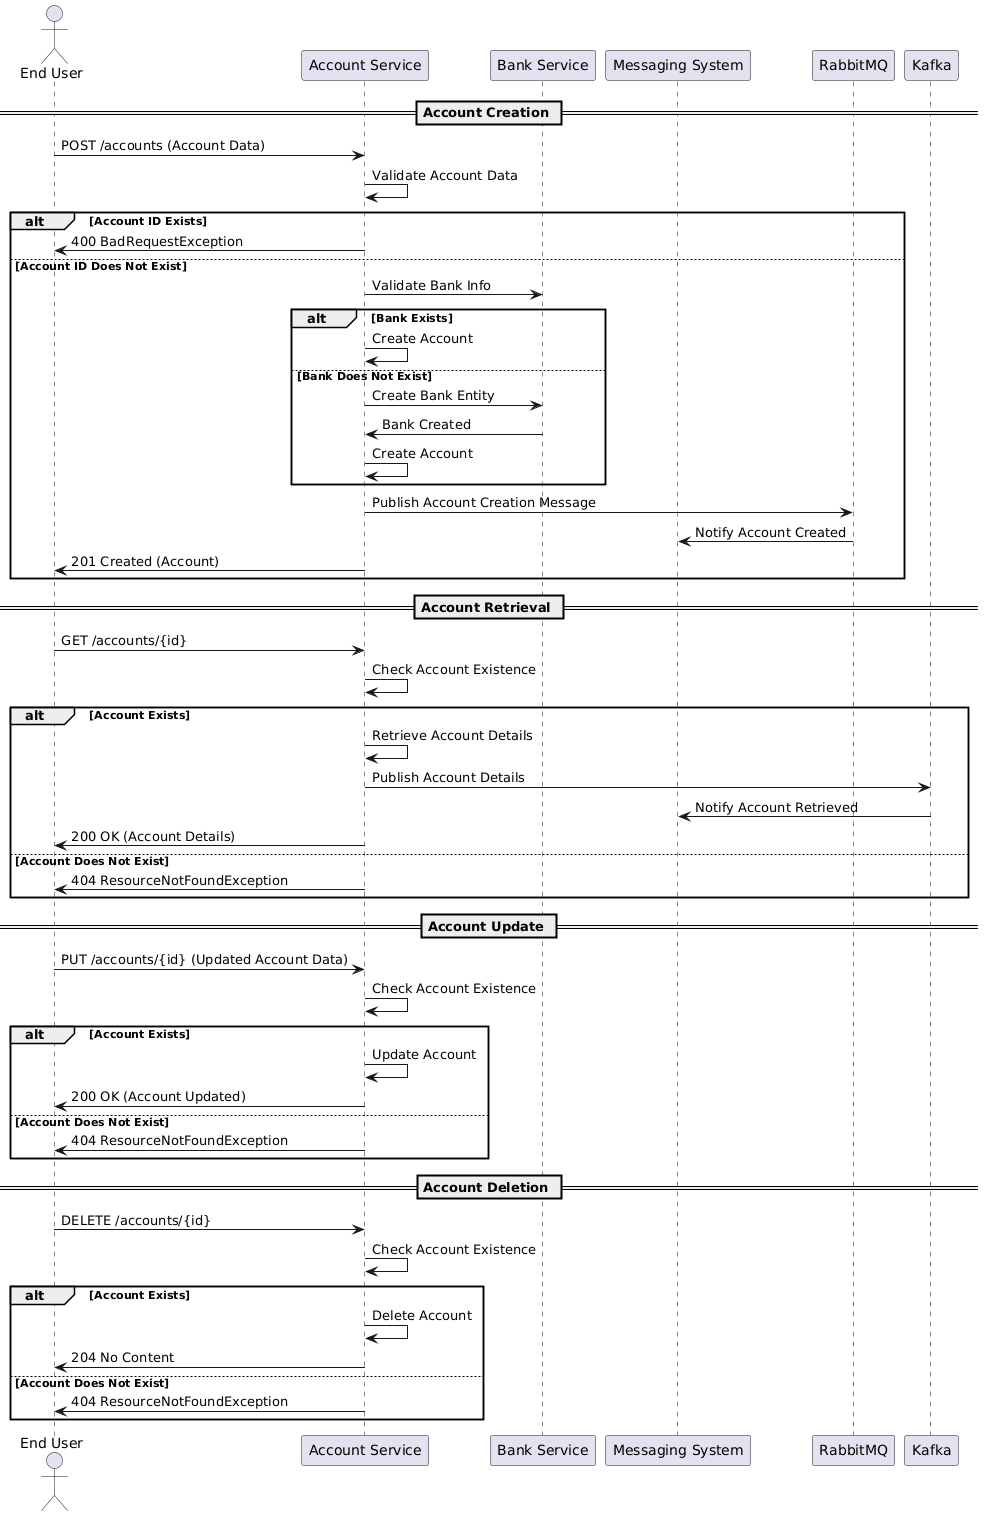 End User
Account Service
Bank Service
Messaging System
RabbitMQ
Kafka
Account Creation
POST /accounts (Account Data)
Validate Account Data
alt
[Account ID Exists]
400 BadRequestException
[Account ID Does Not Exist]
Validate Bank Info
alt
[Bank Exists]
Create Account
[Bank Does Not Exist]
Create Bank Entity
Bank Created
Create Account
Publish Account Creation Message
Notify Account Created
201 Created (Account)
Account Retrieval
GET /accounts/{id}
Check Account Existence
alt
[Account Exists]
Retrieve Account Details
Publish Account Details
Notify Account Retrieved
200 OK (Account Details)
[Account Does Not Exist]
404 ResourceNotFoundException
Account Update
PUT /accounts/{id} (Updated Account Data)
Check Account Existence
alt
[Account Exists]
Update Account
200 OK (Account Updated)
[Account Does Not Exist]
404 ResourceNotFoundException
Account Deletion
DELETE /accounts/{id}
Check Account Existence
alt
[Account Exists]
Delete Account
204 No Content
[Account Does Not Exist]
404 ResourceNotFoundException
End User
Account Service
Bank Service
Messaging System
RabbitMQ
Kafka